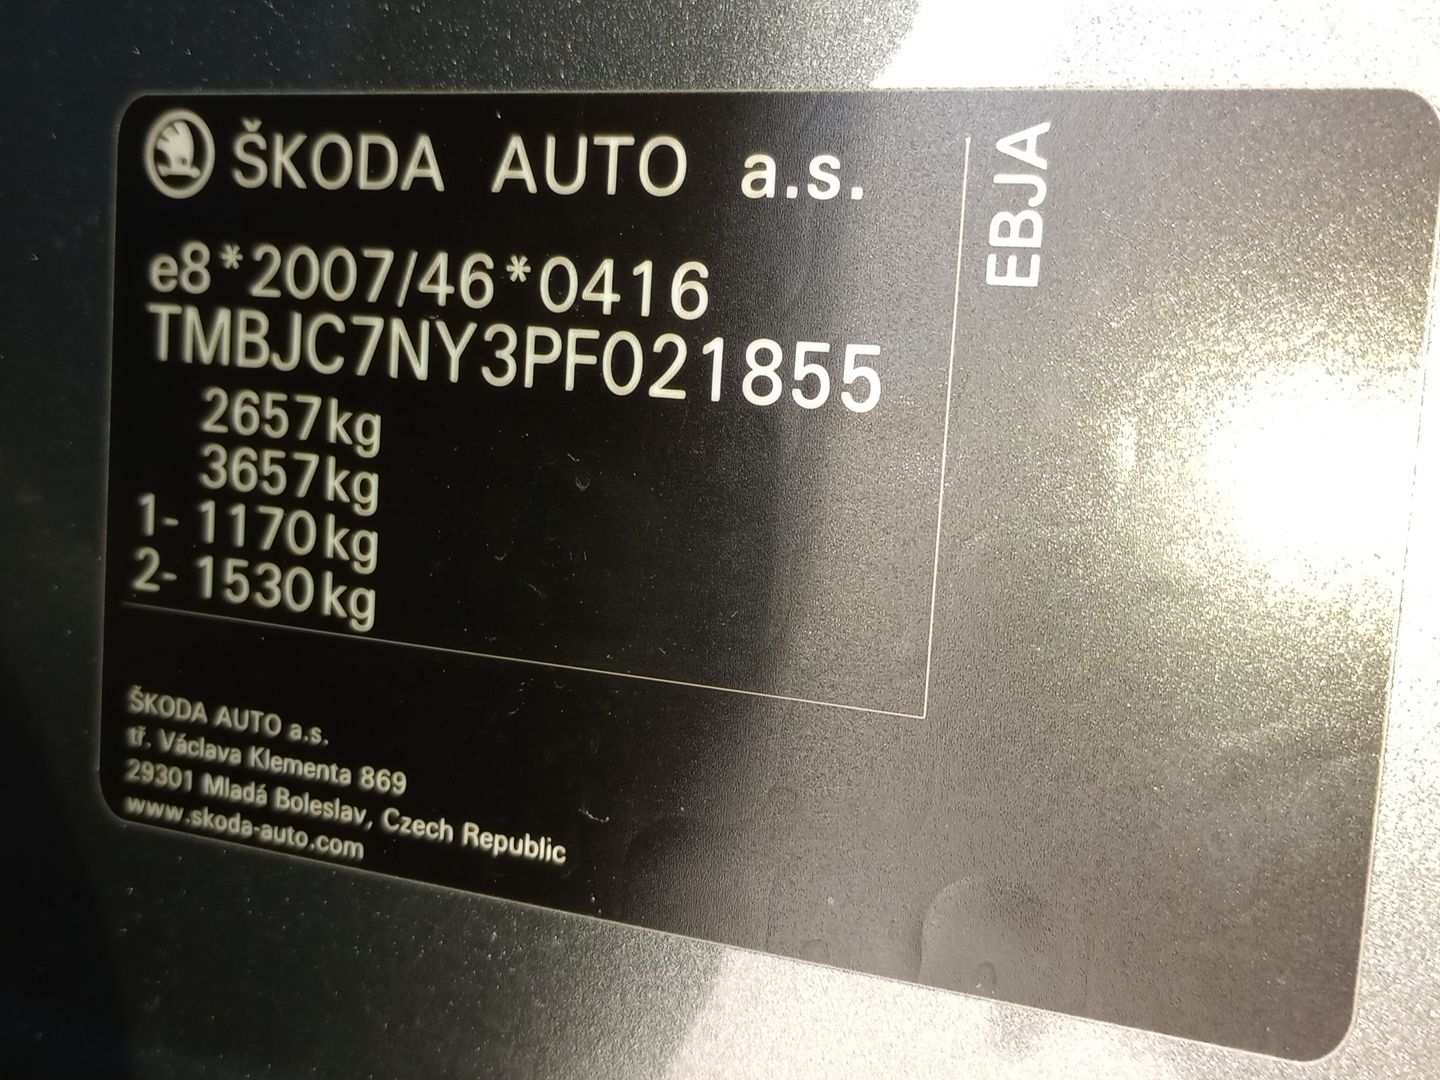 ŠKODA AUTO a.s.
e8*2007/46*0416
TMBJC7NY3PF021855
2657kg
3657kg
1- 1170kg
2- 1530kg
EBJA
ŠKODA AUTO a.s.
tř. Václava Klementa 869
29301 Mladá Boleslav, Czech Republic
www.skoda-auto.com